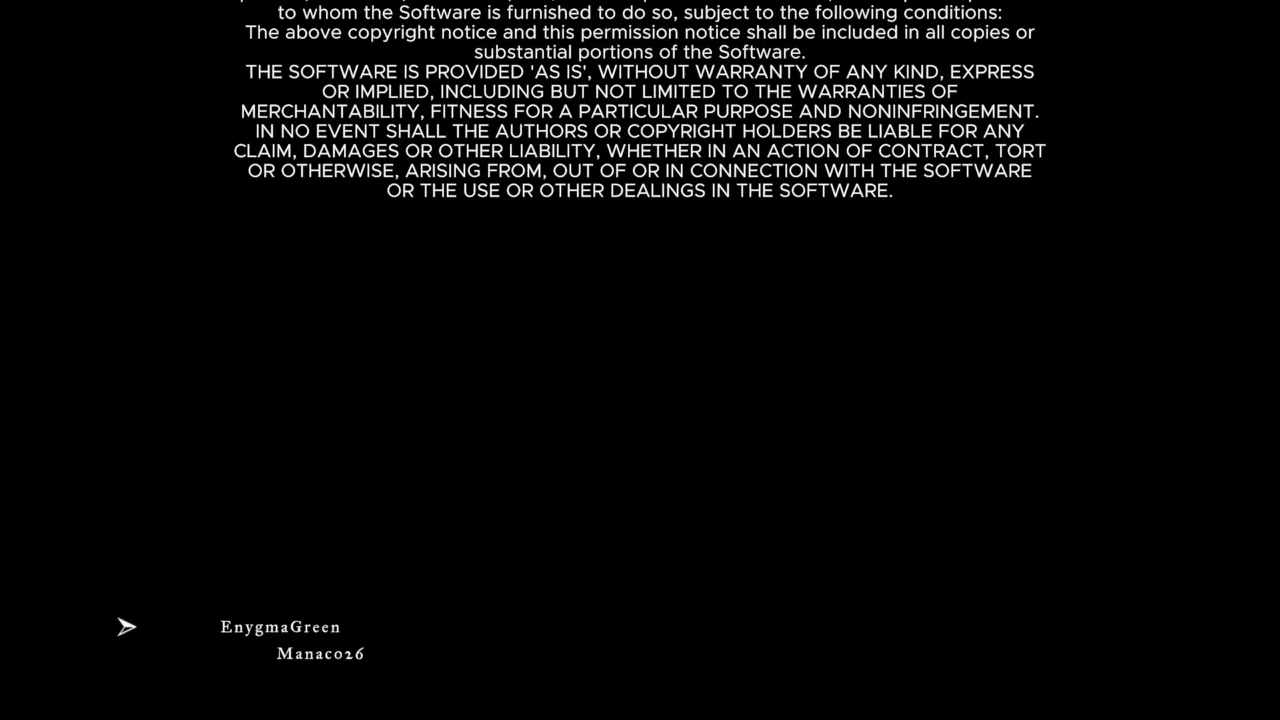 to whom the Software is furnished to do so, subject to the following conditions:
The above copyright notice and this permission notice shall be included in all copies or
substantial portions of the Software.
THE SOFTWARE IS PROVIDED 'AS IS', WITHOUT WARRANTY OF ANY KIND, EXPRESS
OR IMPLIED, INCLUDING BUT NOT LIMITED TO THE WARRANTIES OF
MERCHANTABILITY, FITNESS FOR A PARTICULAR PURPOSE AND NONINFRINGEMENT.
IN NO EVENT SHALL THE AUTHORS OR COPYRIGHT HOLDERS BE LIABLE FOR ANY
CLAIM, DAMAGES OR OTHER LIABILITY, WHETHER IN AN ACTION OF CONTRACT, TORT
OR OTHERWISE, ARISING FROM, OUT OF OR IN CONNECTION WITH THE SOFTWARE
OR THE USE OR OTHER DEALINGS IN THE SOFTWARE.
EnygmaGreen
Manaco26